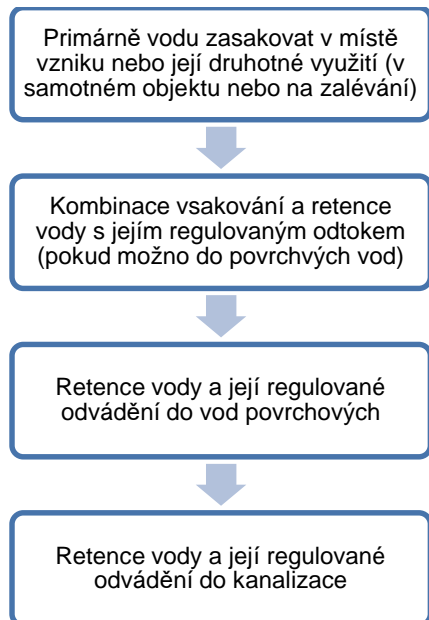 Primárně vodu zasakovat v místě
vzniku nebo její druhotné využití (v
samotném objektu nebo na zalévání)
Kombinace vsakování a retence
vody s jejím regulovaným odtokem
(pokud možno do povrchvých vod)
Retence vody a její regulované
odvádění do vod povrchových
Retence vody a její regulované
odvádění do kanalizace